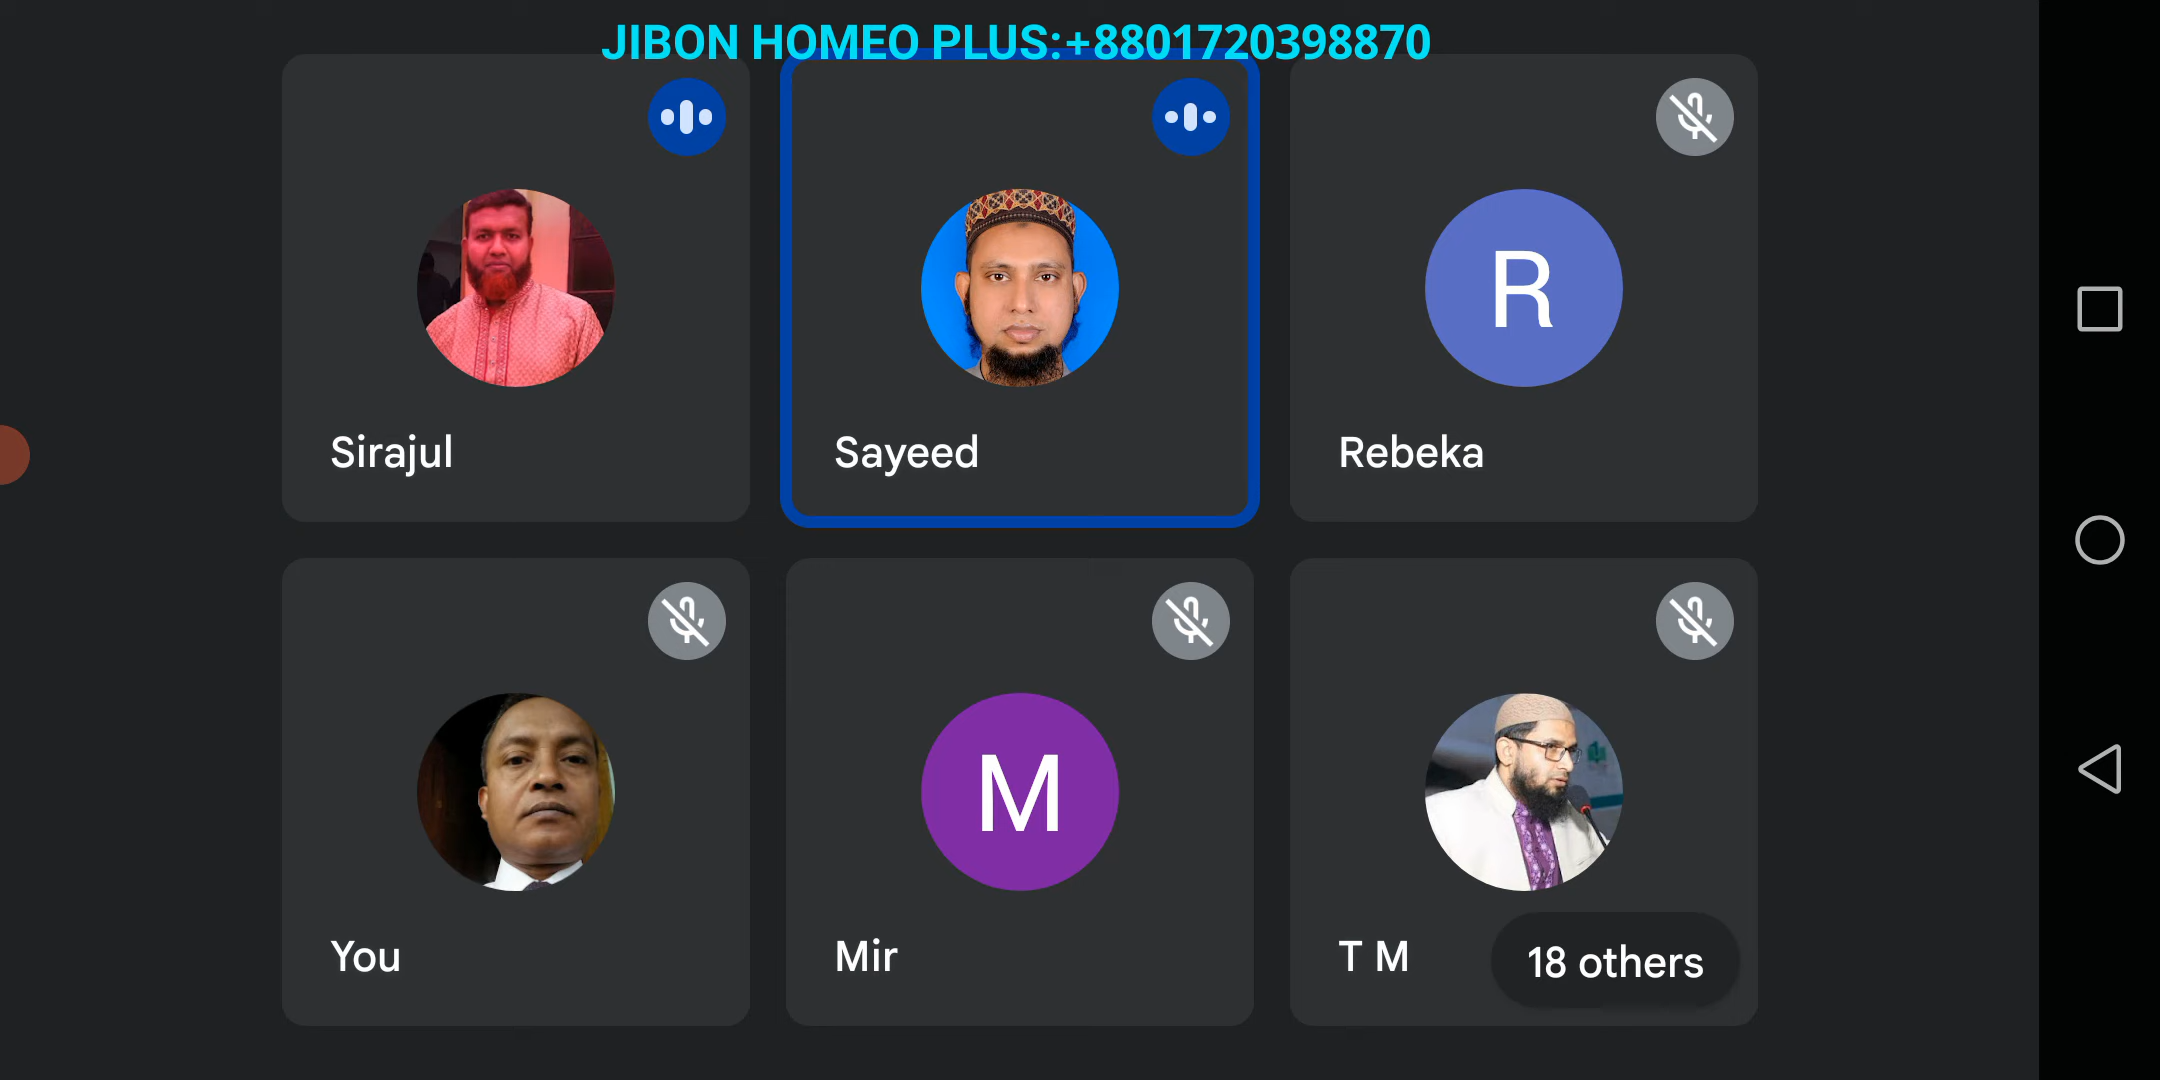 JIBON HOMEO PLUS:+8801720398870
Sirajul
Sayeed
R
Rebeka
You
M
Mir
T M
18 others